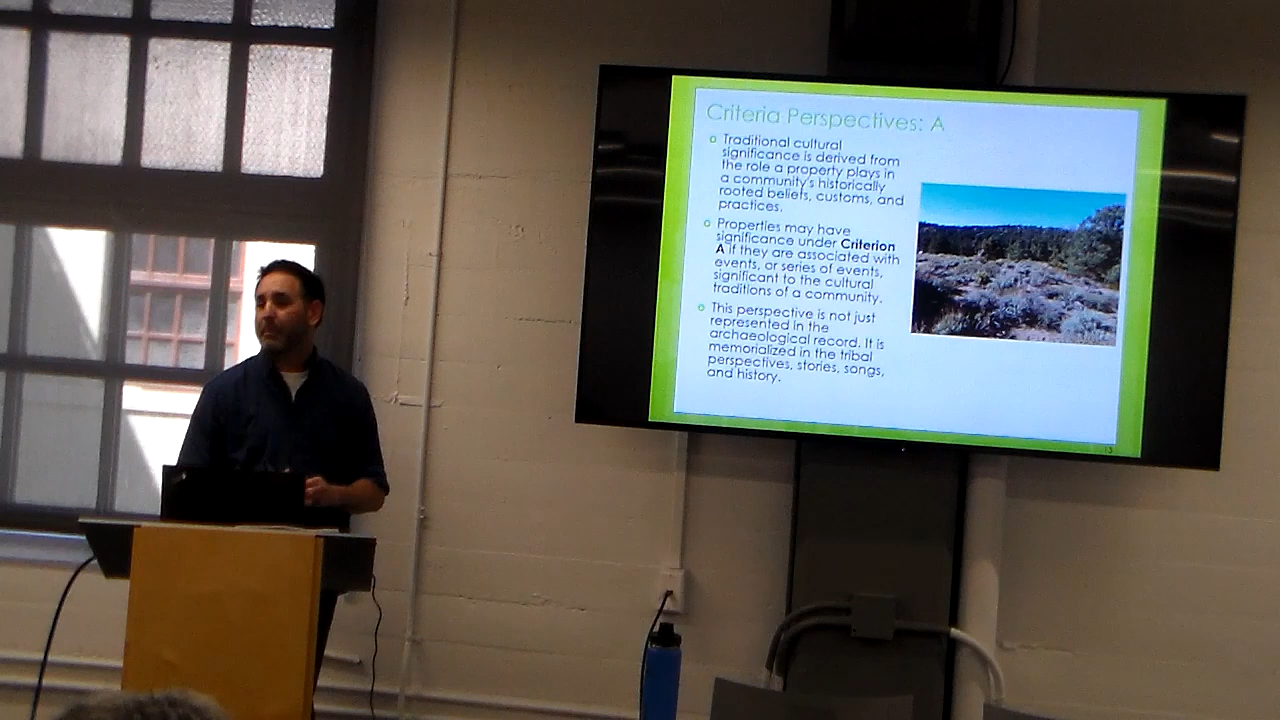 Criteria Perspectives: A
Traditional cultural
significance is derived from
the role a property plays in
a community's historically
rooted beliefs, customs, and
practices.
Properties may have
significance under Criterion
A if they are associated with
events, or series of events,
significant to the cultural
traditions of a community.
This perspective is not just
represented in the
archaeological record. It is
memorialized in the tribal
perspectives, stories, songs,
and history.
13